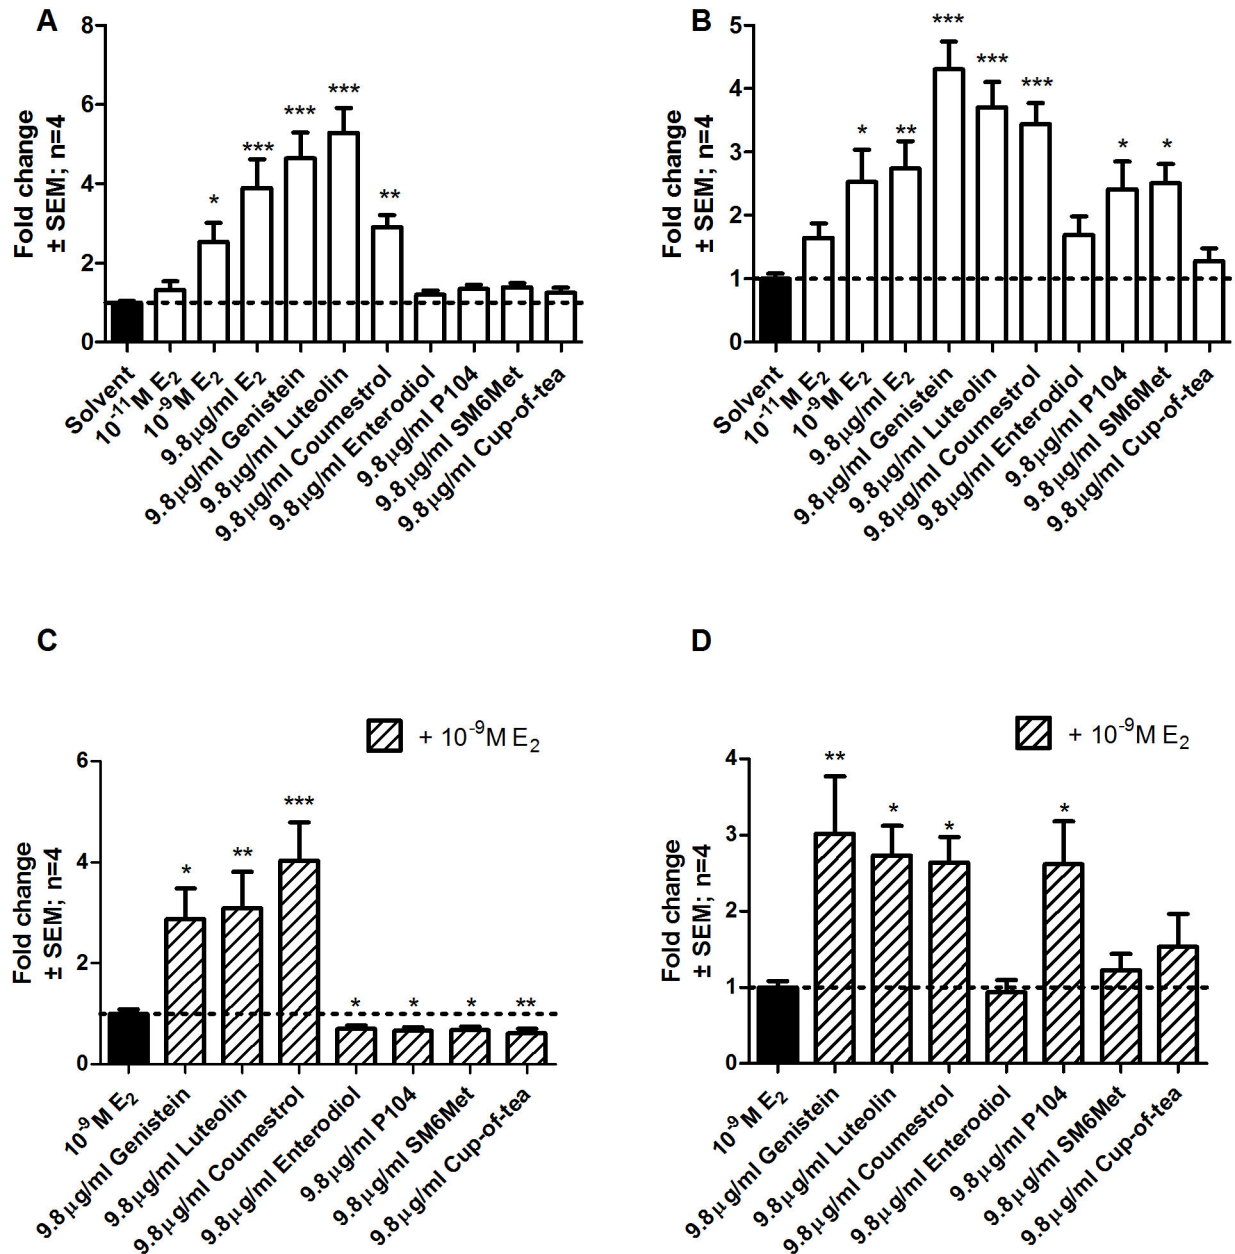 A
Fold change
± SEM; n=4
8
6
4
2
0
***
***
***
**
*
Solvent
10⁻¹¹M E₂
10⁻⁹M E₂
9.8µg/ml E₂
9.8µg/ml Genistein
9.8µg/ml Luteolin
9.8µg/ml Coumestrol
9.8µg/ml Enterodiol
9.8µg/ml P104
9.8µg/ml SM6Met
9.8µg/ml Cup-of-tea
B
Fold change
± SEM; n=4
5
4
3
2
1
0
*
**
***
***
***
*
*
Solvent
10⁻¹¹M E₂
10⁻⁹M E₂
9.8µg/ml E₂
9.8µg/ml Genistein
9.8µg/ml Luteolin
9.8µg/ml Coumestrol
9.8µg/ml Enterodiol
9.8µg/ml P104
9.8µg/ml SM6Met
9.8µg/ml Cup-of-tea
C
+ 10⁻⁹M E₂
Fold change
± SEM; n=4
6
4
2
0
*
**
***
*
*
*
**
10⁻⁹M E₂
9.8µg/ml Genistein
9.8µg/ml Luteolin
9.8µg/ml Coumestrol
9.8µg/ml Enterodiol
9.8µg/ml P104
9.8µg/ml SM6Met
9.8µg/ml Cup-of-tea
D
+ 10⁻⁹M E₂
Fold change
± SEM; n=4
4
3
2
1
0
**
*
*
*
10⁻⁹M E₂
9.8µg/ml Genistein
9.8µg/ml Luteolin
9.8µg/ml Coumestrol
9.8µg/ml Enterodiol
9.8µg/ml P104
9.8µg/ml SM6Met
9.8µg/ml Cup-of-tea